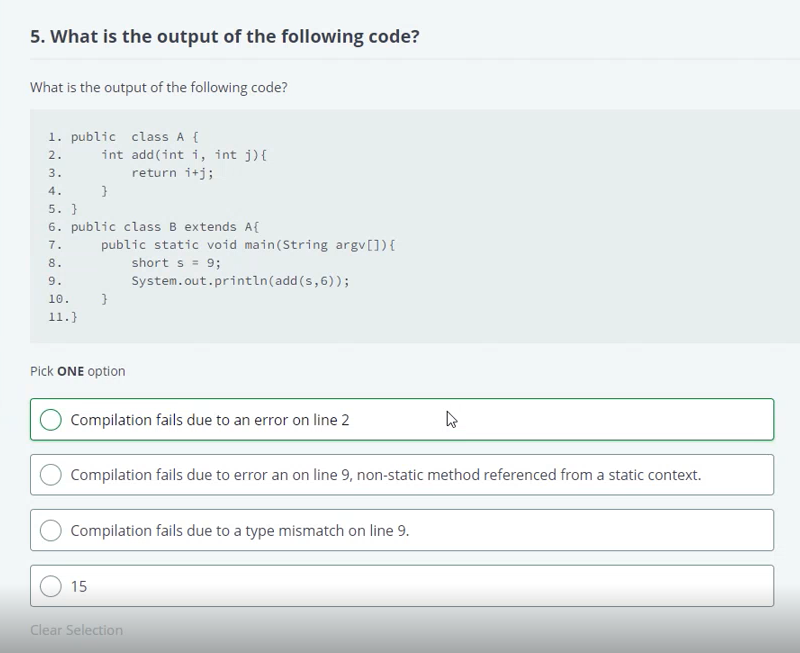 5. What is the output of the following code?
What is the output of the following code?
1. public  class A {
2.     int add(int i, int j){
3.         return i+j;
4.     }
5. }
6. public class B extends A{
7.     public static void main(String argv[]){
8.         short s = 9;
9.         System.out.println(add(s,6));
10.    }
11.}
Pick ONE option
Compilation fails due to an error on line 2
Compilation fails due to error an on line 9, non-static method referenced from a static context.
Compilation fails due to a type mismatch on line 9.
15
Clear Selection